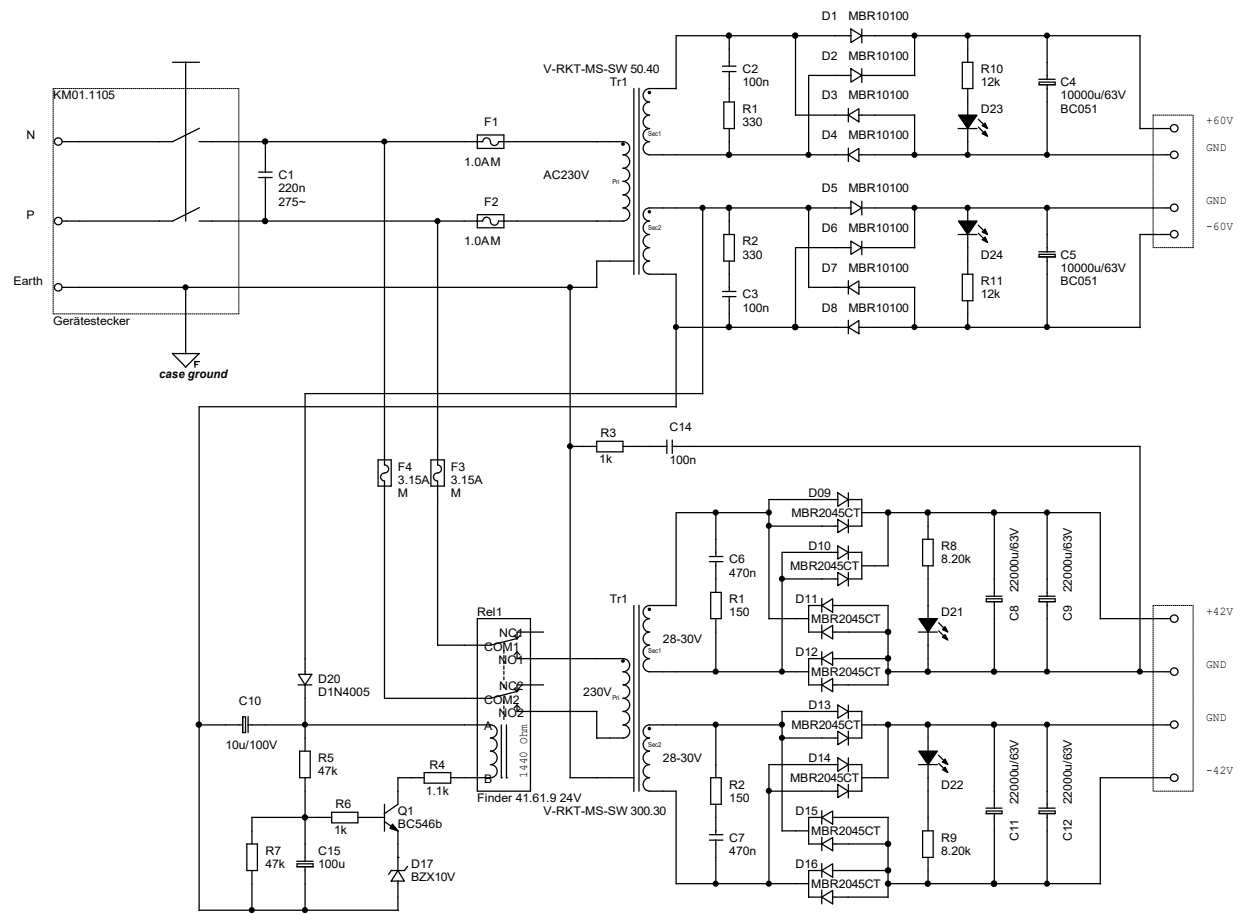 D1 MBR10100
V-RKT-MS-SW 50.40
Tr1
D2 MBR10100
C2
100n
R10
12k
C4
10000u/63V
BC051
KM01.1105
D3 MBR10100
R1
330
D23
+60V
N
F1
1.0AM
Sec1
D4 MBR10100
GND
C1
220n
275~
AC230V
Pri
D5 MBR10100
GND
P
F2
1.0AM
Sec2
R2
330
D6 MBR10100
D24
-60V
C5
10000u/63V
BC051
Earth
C3
100n
D7 MBR10100
R11
12k
D8 MBR10100
Gerätestecker
F
case ground
R3
1k
C14
100n
F4
3.15A
M
F3
3.15A
M
D09
MBR2045CT
D10
MBR2045CT
C6
470n
R8
8.20k
C8 22000u/63V
C9 22000u/63V
Tr1
R1
150
D11
MBR2045CT
D21
+42V
Rel1
NC1
COM1
NO1
28-30V
Sec1
D12
MBR2045CT
GND
D20
D1N4005
NC2
COM2
NO2
230V
Pri
C10
10u/100V
A
B
1440 Ohm
D13
MBR2045CT
GND
Sec2
28-30V
D14
MBR2045CT
D22
C11 22000u/63V
C12 22000u/63V
-42V
R5
47k
R4
1.1k
Finder 41.61.9 24V
V-RKT-MS-SW 300.30
R2
150
R6
1k
Q1
BC546b
D15
MBR2045CT
C7
470n
R9
8.20k
R7
47k
C15
100u
D17
BZX10V
D16
MBR2045CT